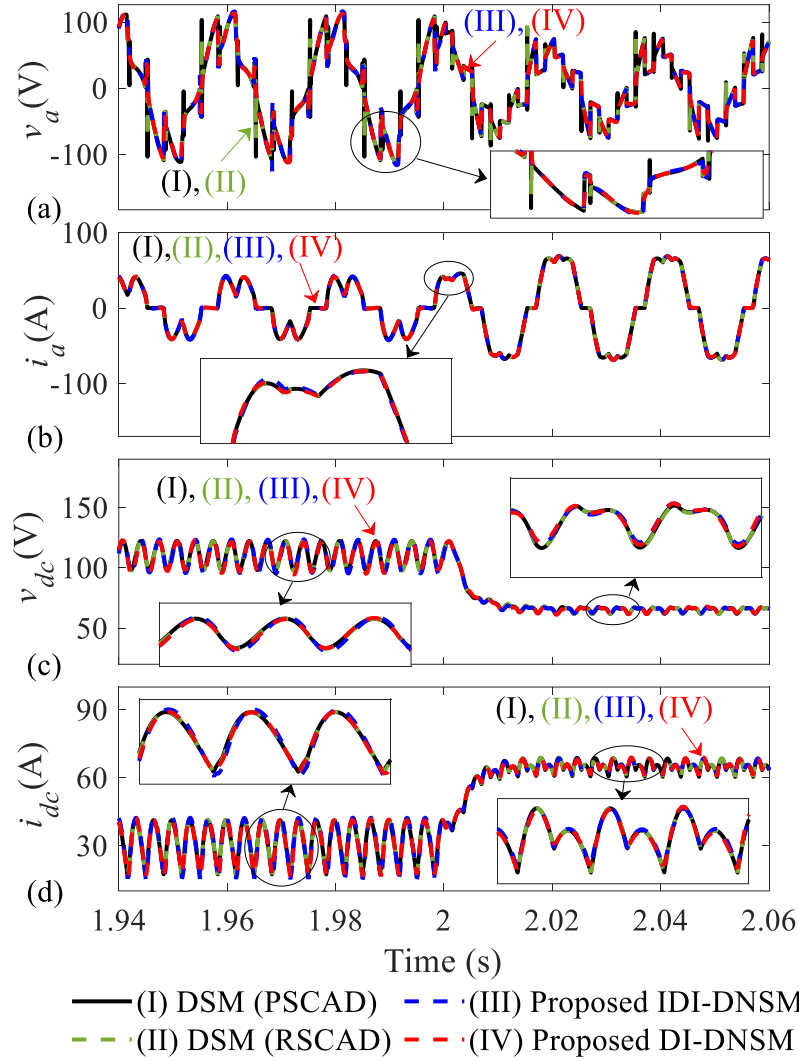 100
0
-100
v_a(V)
(III), (IV)
(I), (II)
(a)
100
0
-100
i_a(A)
(I),(II),(III), (IV)
(b)
150
100
50
v_dc(V)
(I), (II), (III), (IV)
(c)
90
60
30
i_dc(A)
(I), (II), (III), (IV)
(d)
1.94 1.96 1.98 2 2.02 2.04 2.06
Time (s)
(I) DSM (PSCAD) (III) Proposed IDI-DNSM
(II) DSM (RSCAD) (IV) Proposed DI-DNSM